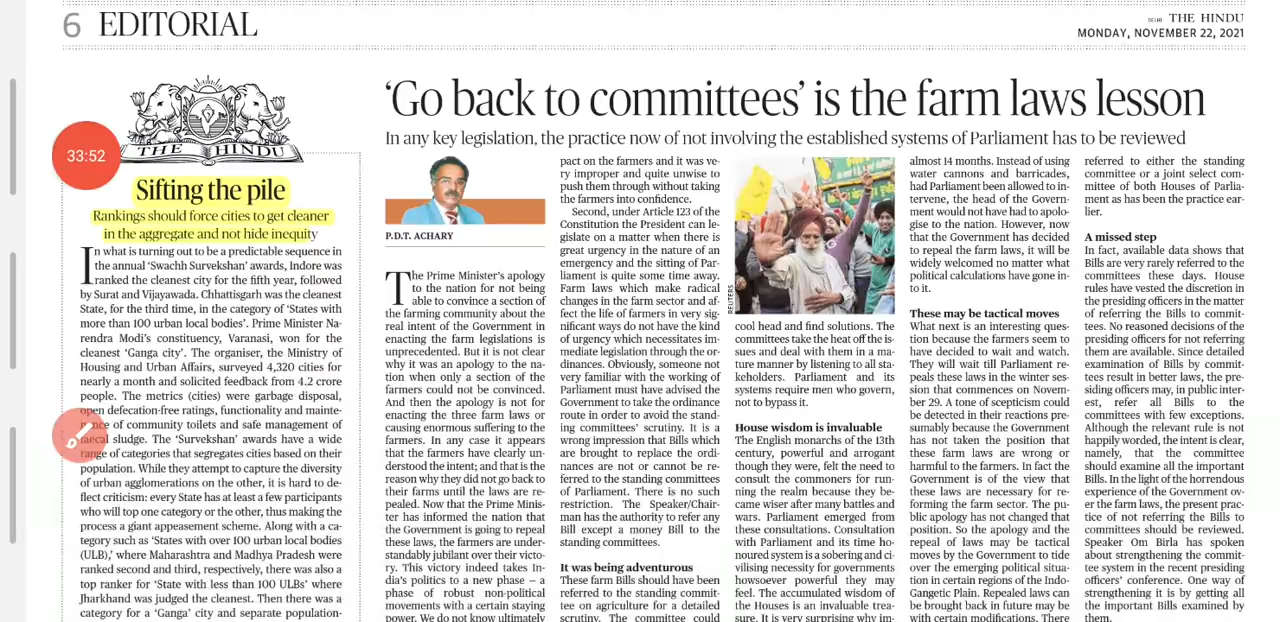 6 EDITORIAL
DELHI THE HINDU
MONDAY, NOVEMBER 22, 2021
THE HINDU
33:52
Sifting the pile
Rankings should force cities to get cleaner
in the aggregate and not hide inequity
In what is turning out to be a predictable sequence in
the annual ‘Swachh Survekshan’ awards, Indore was
ranked the cleanest city for the fifth year, followed
by Surat and Vijayawada. Chhattisgarh was the cleanest
State, for the third time, in the category of ‘States with
more than 100 urban local bodies’. Prime Minister Na-
rendra Modi’s constituency, Varanasi, won for the
cleanest ‘Ganga city’. The organiser, the Ministry of
Housing and Urban Affairs, surveyed 4,320 cities for
nearly a month and solicited feedback from 4.2 crore
people. The metrics (cities) were garbage disposal,
open defecation-free ratings, functionality and mainte-
nance of community toilets and safe management of
faecal sludge. The ‘Survekshan’ awards have a wide
range of categories that segregates cities based on their
population. While they attempt to capture the diversity
of urban agglomerations on the other, it is hard to de-
flect criticism: every State has at least a few participants
who will top one category or the other, thus making the
process a giant appeasement scheme. Along with a ca-
tegory such as ‘States with over 100 urban local bodies
(ULB),’ where Maharashtra and Madhya Pradesh were
ranked second and third, respectively, there was also a
top ranker for ‘State with less than 100 ULBs’ where
Jharkhand was judged the cleanest. Then there was a
category for a ‘Ganga’ city and separate population-
‘Go back to committees’ is the farm laws lesson
In any key legislation, the practice now of not involving the established systems of Parliament has to be reviewed
P.D.T. ACHARY
The Prime Minister’s apology
to the nation for not being
able to convince a section of
the farming community about the
real intent of the Government in
enacting the farm legislations is
unprecedented. But it is not clear
why it was an apology to the na-
tion when only a section of the
farmers could not be convinced.
And then the apology is not for
enacting the three farm laws or
causing enormous suffering to the
farmers. In any case it appears
that the farmers have clearly un-
derstood the intent; and that is the
reason why they did not go back to
their farms until the laws are re-
pealed. Now that the Prime Minis-
ter has informed the nation that
the Government is going to repeal
these laws, the farmers are under-
standably jubilant over their victo-
ry. This victory indeed takes In-
dia’s politics to a new phase – a
phase of robust non-political
movements with a certain staying
power. We do not know ultimately
pact on the farmers and it was ve-
ry improper and quite unwise to
push them through without taking
the farmers into confidence.
Second, under Article 123 of the
Constitution the President can le-
gislate on a matter when there is
great urgency in the nature of an
emergency and the sitting of Par-
liament is quite some time away.
Farm laws which make radical
changes in the farm sector and af-
fect the life of farmers in very sig-
nificant ways do not have the kind
of urgency which necessitates im-
mediate legislation through the or-
dinances. Obviously, someone not
very familiar with the working of
Parliament must have advised the
Government to take the ordinance
route in order to avoid the stand-
ing committees’ scrutiny. It is a
wrong impression that Bills which
are brought to replace the ordi-
nances are not or cannot be re-
ferred to the standing committees
of Parliament. There is no such
restriction. The Speaker/Chair-
man has the authority to refer any
Bill except a money Bill to the
standing committees.
It was being adventurous
These farm Bills should have been
referred to the standing commit-
tee on agriculture for a detailed
scrutiny. The committee could
REUTERS
cool head and find solutions. The
committees take the heat off the is-
sues and deal with them in a ma-
ture manner by listening to all sta-
keholders. Parliament and its
systems require men who govern,
not to bypass it.
House wisdom is invaluable
The English monarchs of the 13th
century, powerful and arrogant
though they were, felt the need to
consult the commoners for run-
ning the realm because they be-
came wiser after many battles and
wars. Parliament emerged from
these consultations. Consultation
with Parliament and its time ho-
noured system is a sobering and ci-
vilising necessity for governments
howsoever powerful they may
feel. The accumulated wisdom of
the Houses is an invaluable trea-
sure. It is very surprising why im-
almost 14 months. Instead of using
water cannons and barricades,
had Parliament been allowed to in-
tervene, the head of the Govern-
ment would not have had to apolo-
gise to the nation. However, now
that the Government has decided
to repeal the farm laws, it will be
widely welcomed no matter what
political calculations have gone in-
to it.
These may be tactical moves
What next is an interesting ques-
tion because the farmers seem to
have decided to wait and watch.
They will wait till Parliament re-
peals these laws in the winter ses-
sion that commences on Novem-
ber 29. A tone of scepticism could
be detected in their reactions pre-
sumably because the Government
has not taken the position that
these farm laws are wrong or
harmful to the farmers. In fact the
Government is of the view that
these laws are necessary for re-
forming the farm sector. The pu-
blic apology has not changed that
position. So the apology and the
repeal of laws may be tactical
moves by the Government to tide
over the emerging political situa-
tion in certain regions of the Indo-
Gangetic Plain. Repealed laws can
be brought back in future may be
with certain modifications. There
referred to either the standing
committee or a joint select com-
mittee of both Houses of Parlia-
ment as has been the practice ear-
lier.
A missed step
In fact, available data shows that
Bills are very rarely referred to the
committees these days. House
rules have vested the discretion in
the presiding officers in the matter
of referring the Bills to commit-
tees. No reasoned decisions of the
presiding officers for not referring
them are available. Since detailed
examination of Bills by commit-
tees result in better laws, the pre-
siding officers may, in public inter-
est, refer all Bills to the
committees with few exceptions.
Although the relevant rule is not
happily worded, the intent is clear,
namely, that the committee
should examine all the important
Bills. In the light of the horrendous
experience of the Government ov-
er the farm laws, the present prac-
tice of not referring the Bills to
committees should be reviewed.
Speaker Om Birla has spoken
about strengthening the commit-
tee system in the recent presiding
officers’ conference. One way of
strengthening it is by getting all
the important Bills examined by
them.